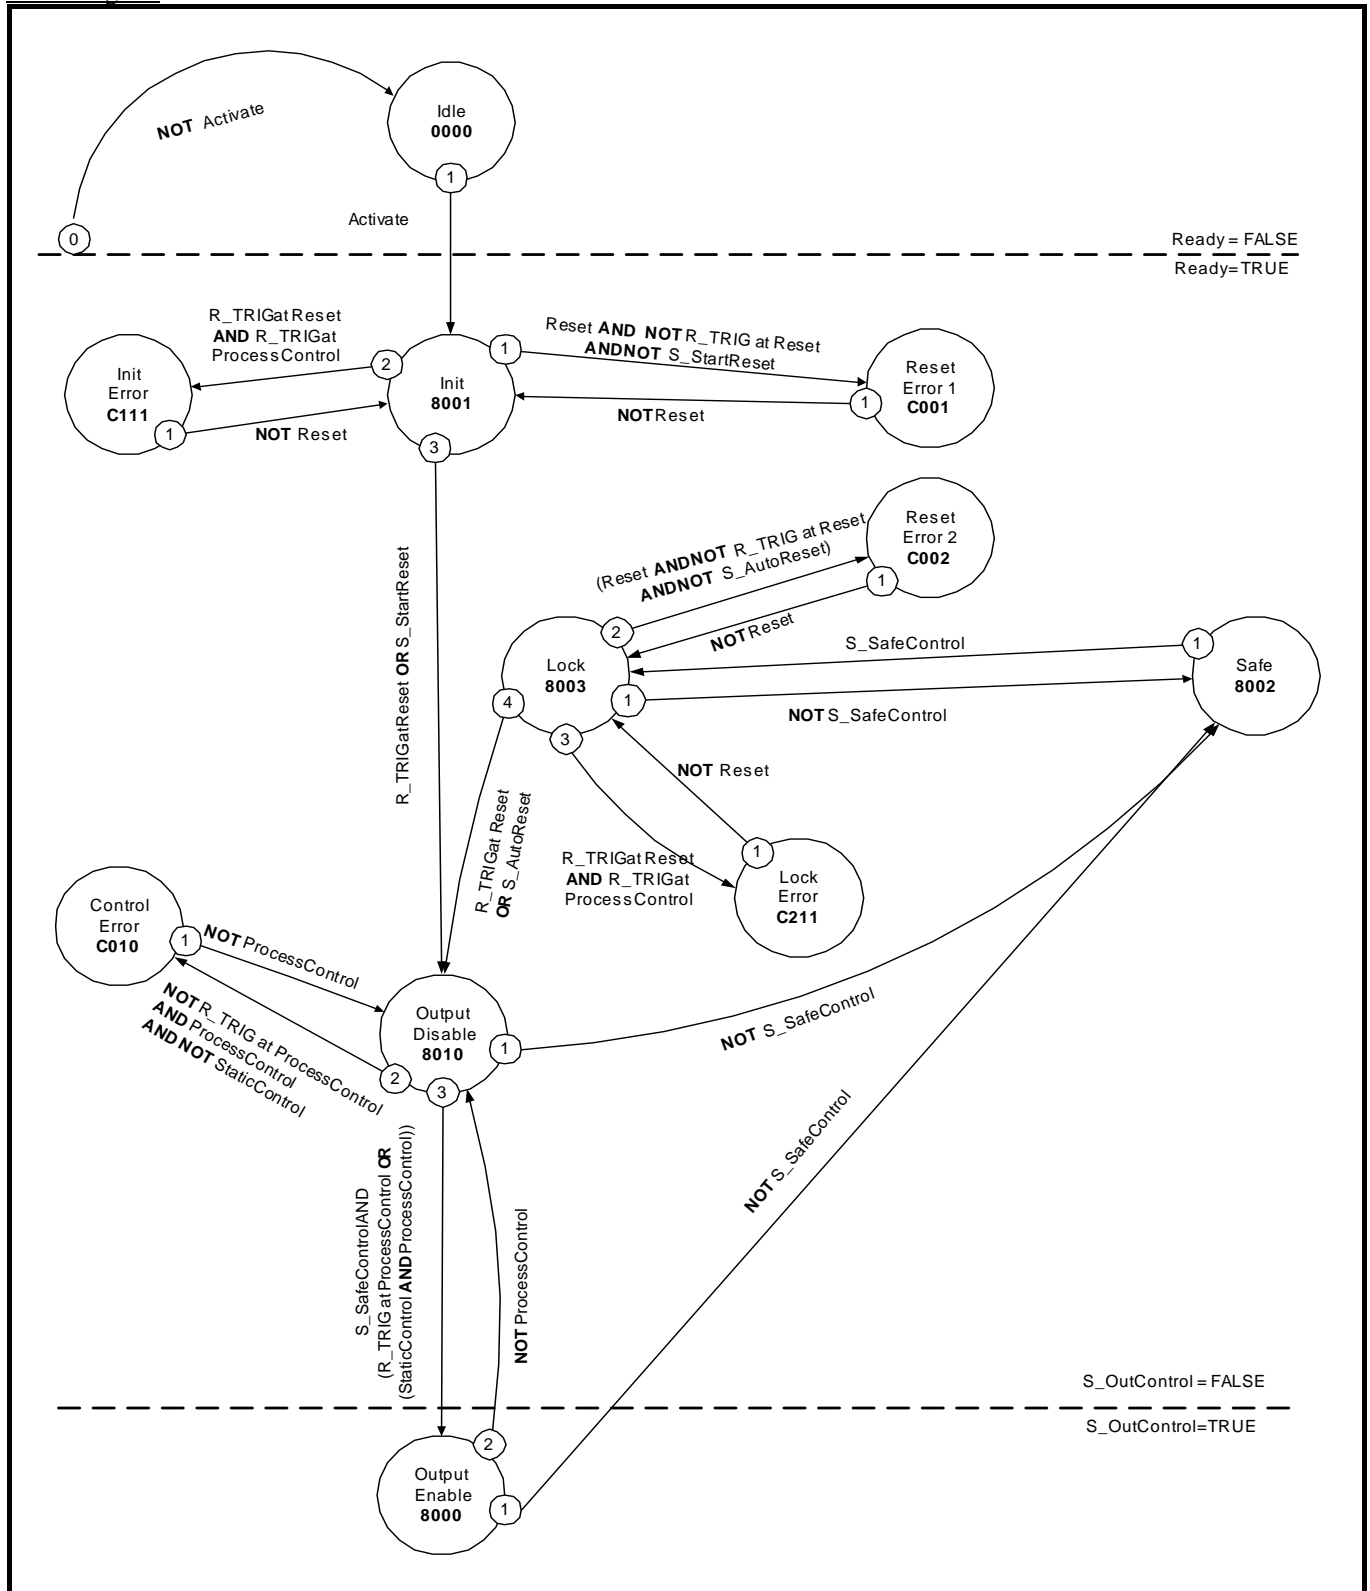 NOT Activate
Idle
0000
1
Activate
0
Ready = FALSE
Ready=TRUE
R_TRIGat Reset
AND R_TRIGat
ProcessControl
Reset AND NOT R_TRIG at Reset
ANDNOT S_StartReset
Init
Error
C111
1
2
Init
8001
1
3
Reset
Error 1
C001
1
NOT Reset
NOTReset
Reset
Error 2
C002
1
(Reset ANDNOT R_TRIG at Reset
ANDNOT S_AutoReset)
NOTReset
R_TRIGatReset OR S_StartReset
Lock
8003
2
1
4
3
S_SafeControl
NOT S_SafeControl
Safe
8002
1
NOT Reset
R_TRIGat Reset
OR S_AutoReset
R_TRIGatReset
AND R_TRIGat
ProcessControl
Lock
Error
C211
1
Control
Error
C010
1
NOT ProcessControl
NOTR_TRIG at ProcessControl
AND ProcessControl
AND NOT StaticControl
Output
Disable
8010
1
2
3
NOT S_SafeControl
NOT S_SafeControl
S_SafeControlAND
(R_TRIG at ProcessControl OR
(StaticControl AND ProcessControl))
NOT ProcessControl
S_OutControl = FALSE
S_OutControl=TRUE
Output
Enable
8000
2
1